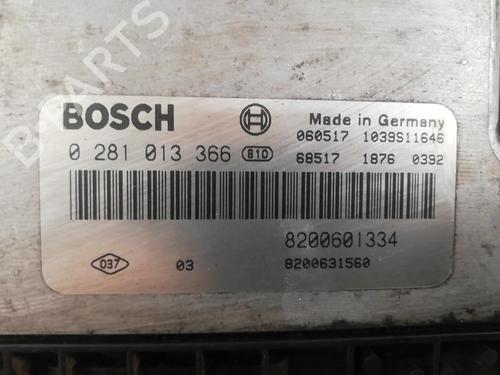 BOSCH
Made in Germany
060517 1039S11646
0 281 013 366 810
68517 1876 0392
8200601334
037 03 8200631560